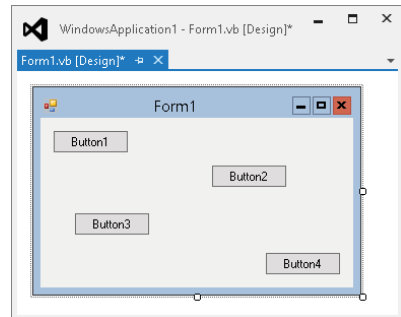 WindowsApplication1 - Form1.vb [Design]*
Form1.vb [Design]*
Form1
Button1
Button2
Button3
Button4